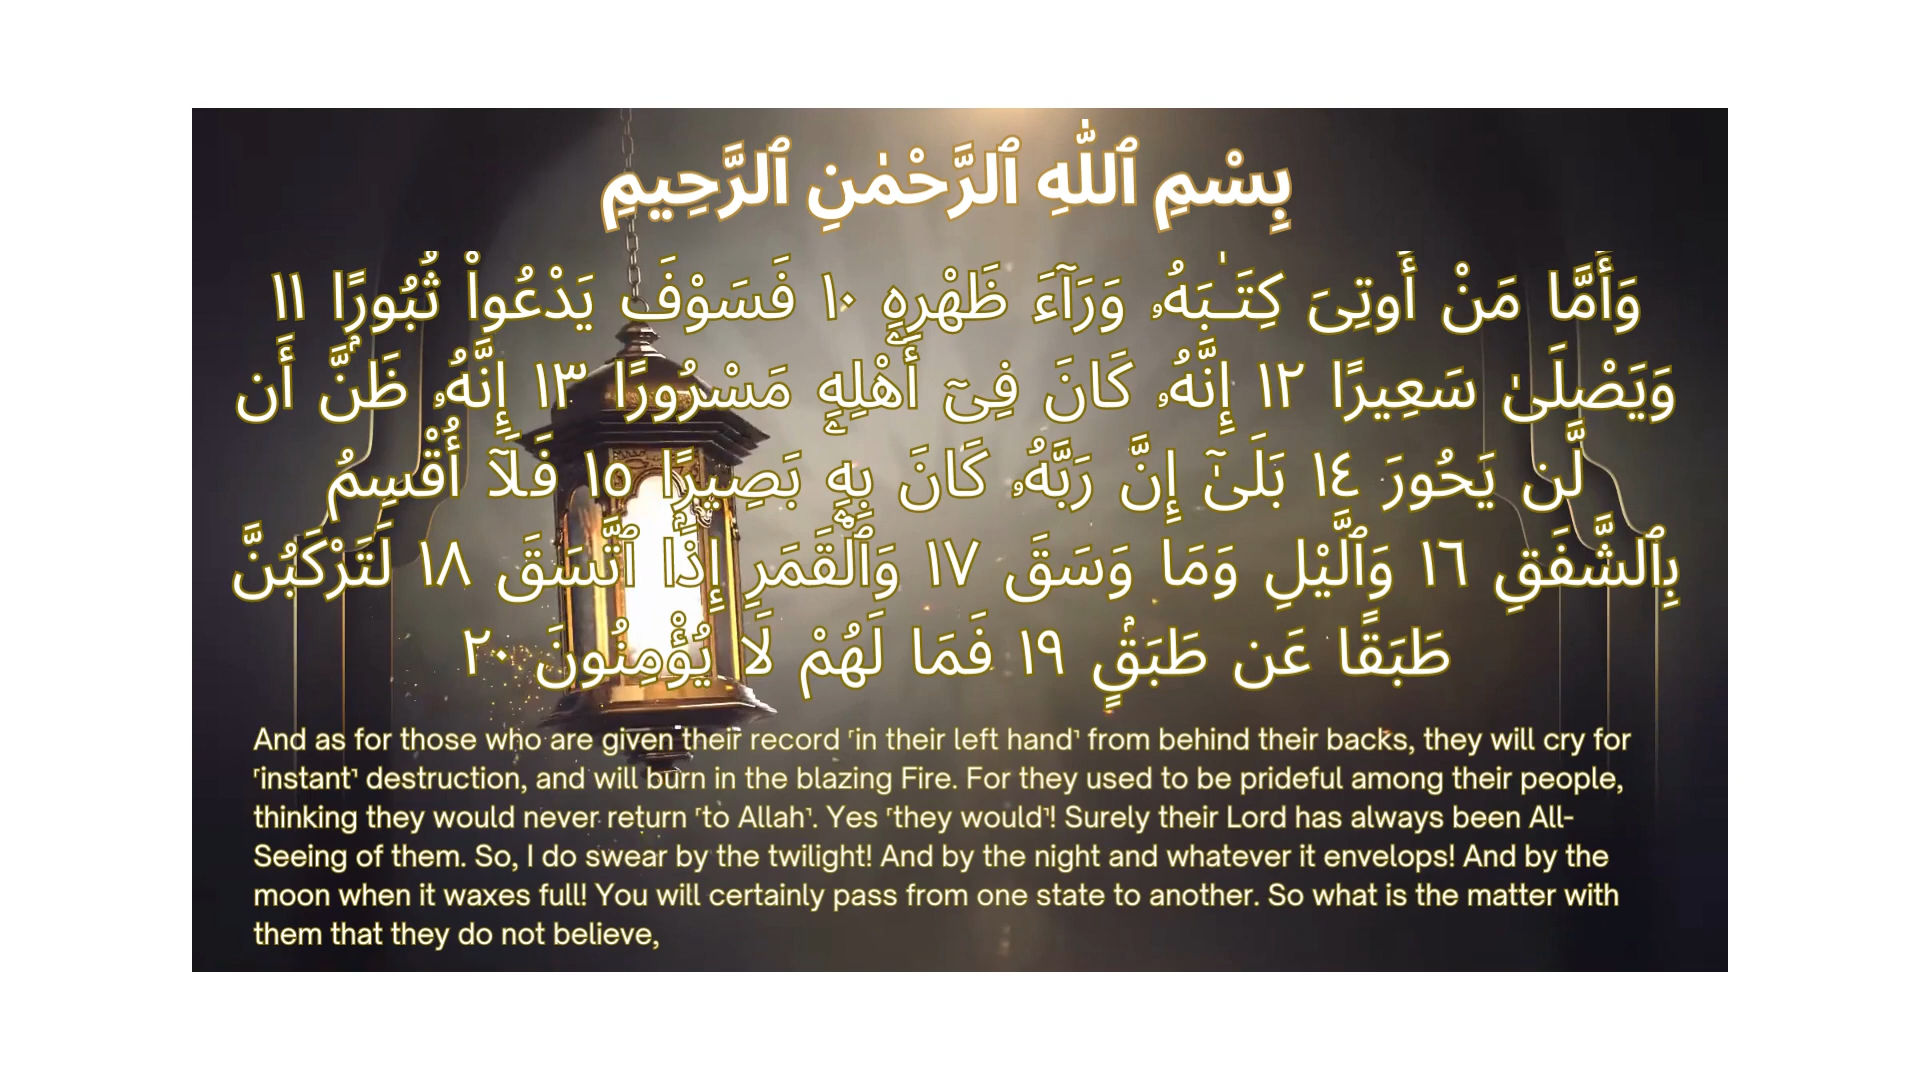 بِسْمِ ٱللّٰهِ ٱلرَّحْمٰنِ ٱلرَّحِيمِ
وَأَمَّا مَنْ أُوتِىَ كِتَـٰبَهُۥ وَرَآءَ ظَهْرِهِۦ ١٠ فَسَوْفَ يَدْعُوا۟ ثُبُورًۭا ١١
وَيَصْلَىٰ سَعِيرًا ١٢ إِنَّهُۥ كَانَ فِىٓ أَهْلِهِۦ مَسْرُورًا ١٣ إِنَّهُۥ ظَنَّ أَن
لَّن يَحُورَ ١٤ بَلَىٰٓ إِنَّ رَبَّهُۥ كَانَ بِهِۦ بَصِيرًۭا ١٥ فَلَآ أُقْسِمُ
بِٱلشَّفَقِ ١٦ وَٱلَّيْلِ وَمَا وَسَقَ ١٧ وَٱلْقَمَرِ إِذَا ٱتَّسَقَ ١٨ لَتَرْكَبُنَّ
طَبَقًا عَن طَبَقٍۢ ١٩ فَمَا لَهُمْ لَا يُؤْمِنُونَ ٢٠
And as for those who are given their record ˹in their left hand˺ from behind their backs, they will cry for
˹instant˺ destruction, and will burn in the blazing Fire. For they used to be prideful among their people,
thinking they would never return ˹to Allah˺. Yes ˹they would˺! Surely their Lord has always been All-
Seeing of them. So, I do swear by the twilight! And by the night and whatever it envelops! And by the
moon when it waxes full! You will certainly pass from one state to another. So what is the matter with
them that they do not believe,